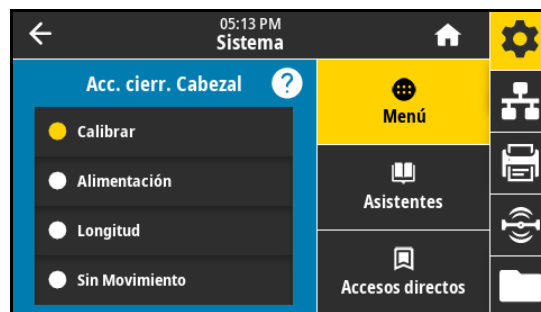 05:13 PM
Sistema
Acc. cierr. Cabezal
?
Calibrar
Alimentación
Longitud
Sin Movimiento
Menú
Asistentes
Accesos directos